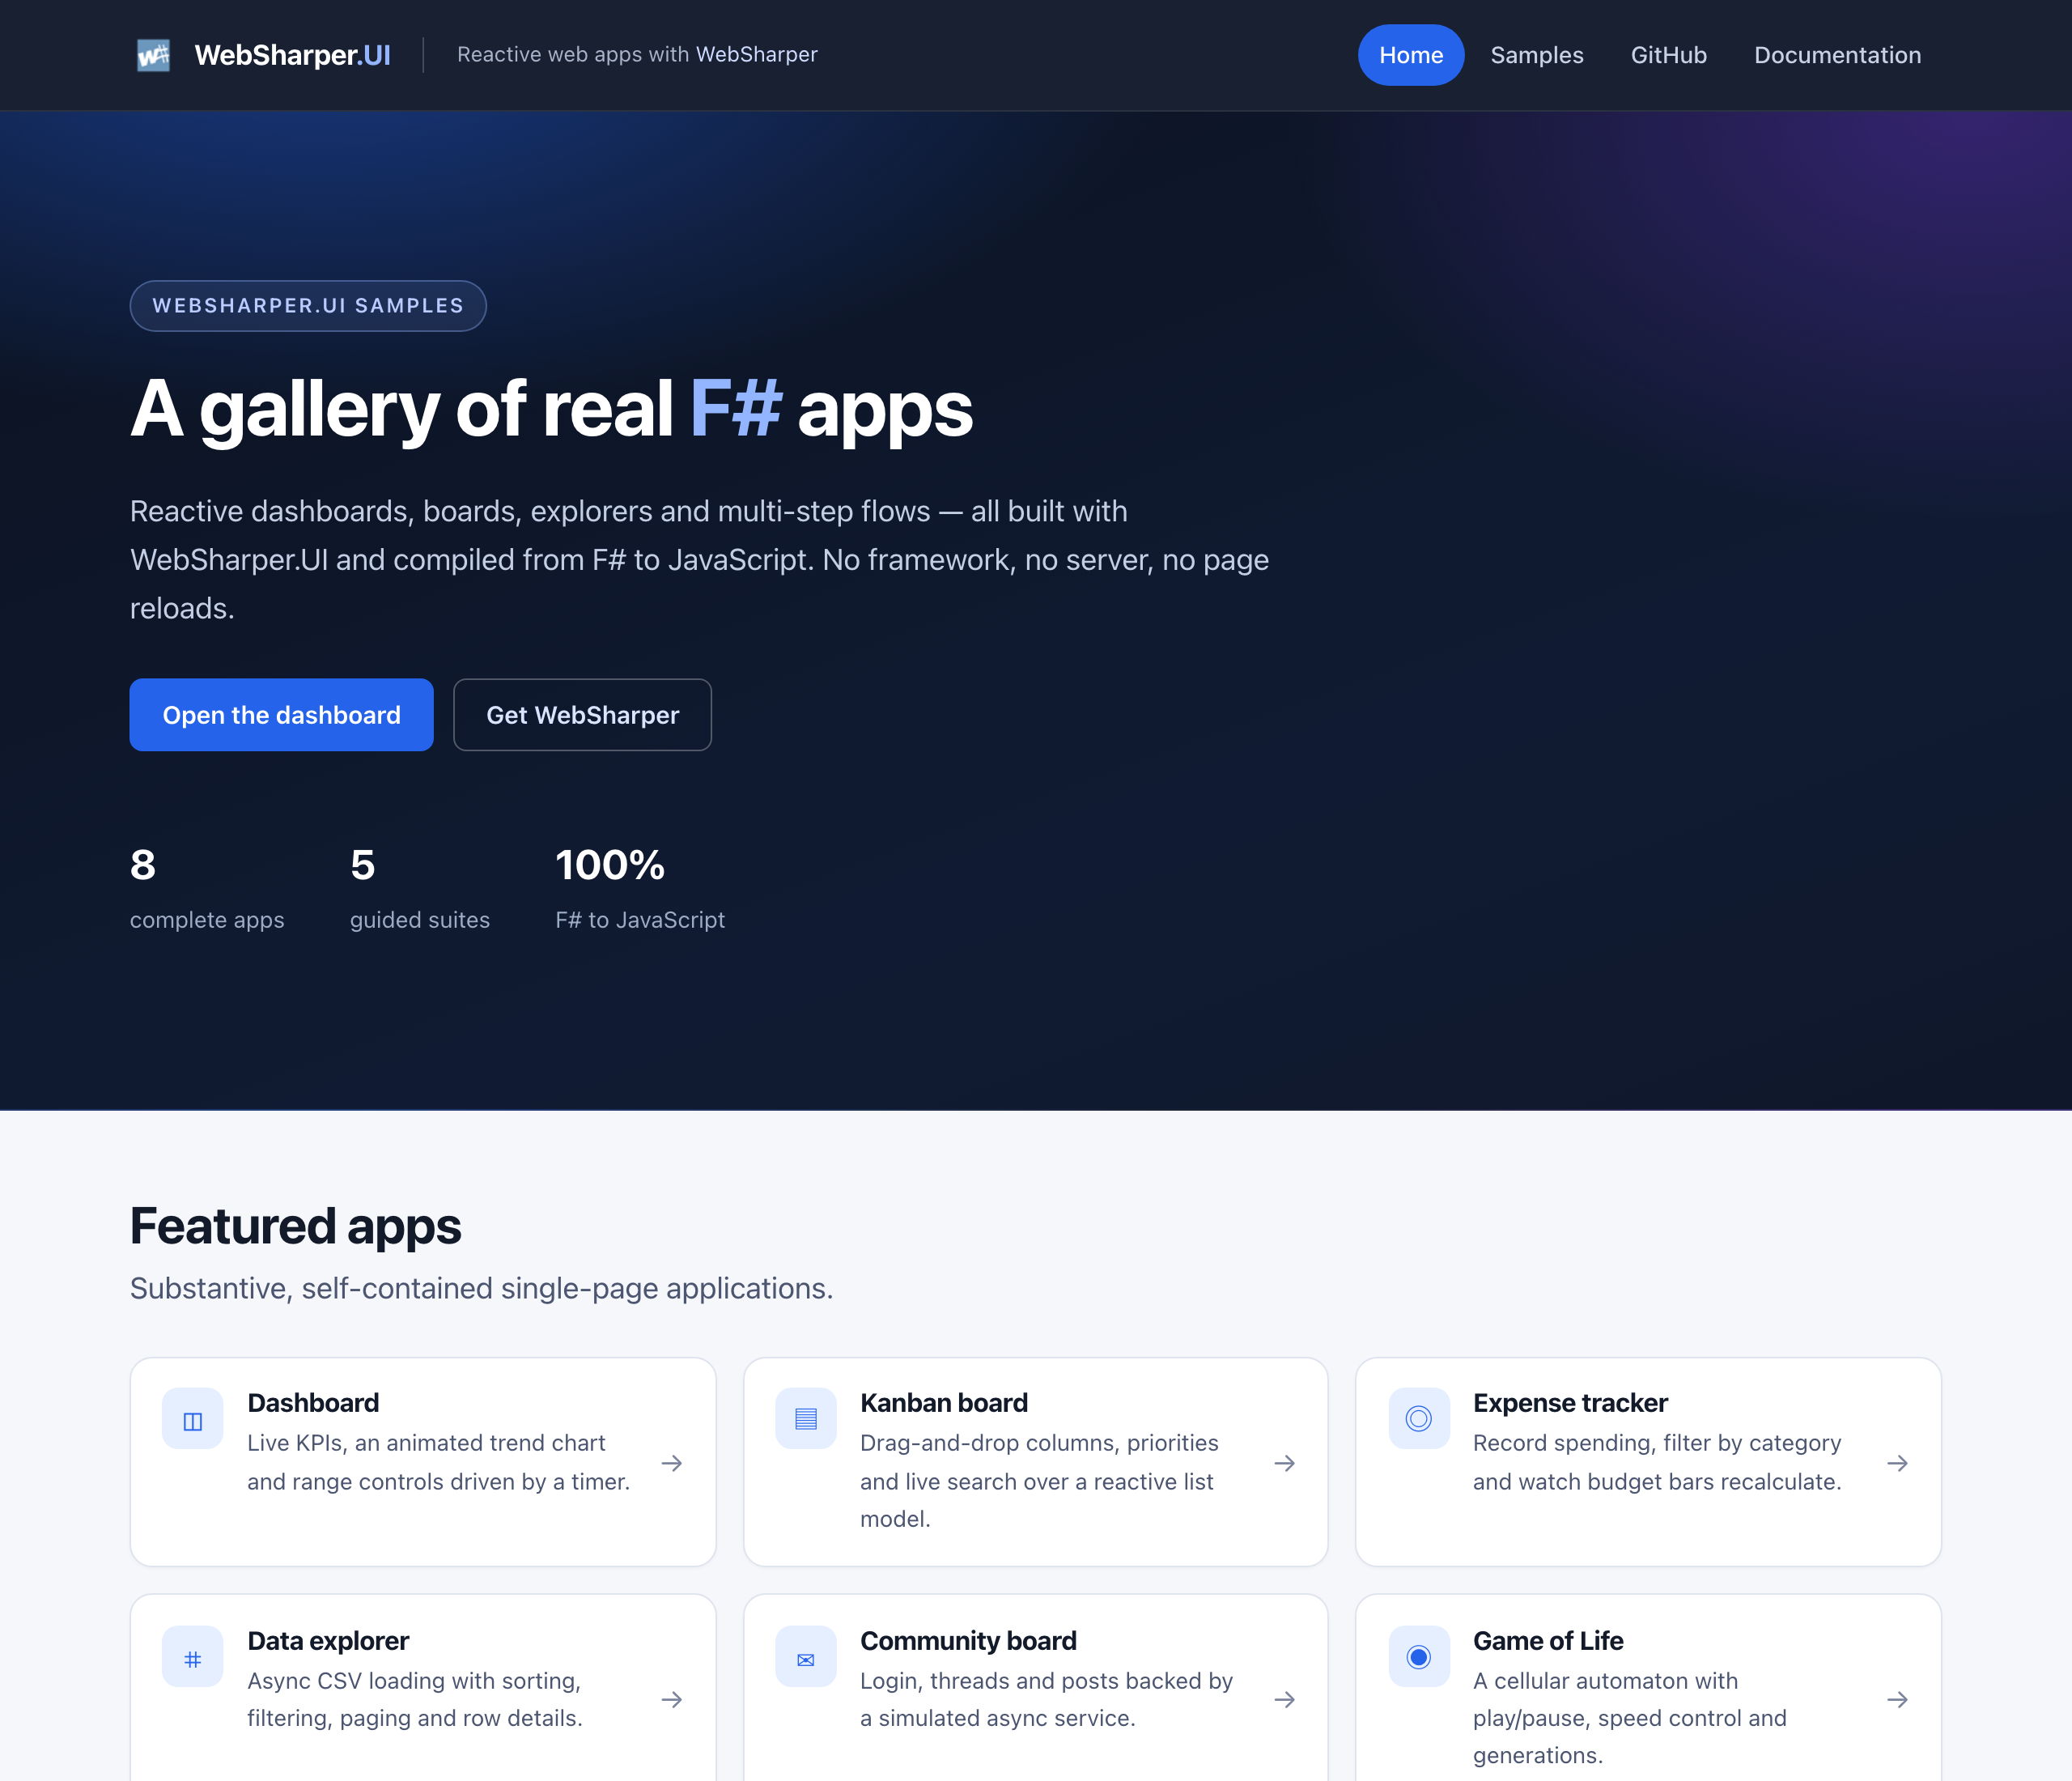 WebSharper.UI
Reactive web apps with WebSharper
Home
Samples
GitHub
Documentation
WEBSHARPER.UI SAMPLES
A gallery of real F# apps
Reactive dashboards, boards, explorers and multi-step flows — all built with
WebSharper.UI and compiled from F# to JavaScript. No framework, no server, no page
reloads.
Open the dashboard
Get WebSharper
8
complete apps
5
guided suites
100%
F# to JavaScript
Featured apps
Substantive, self-contained single-page applications.
Dashboard
Live KPIs, an animated trend chart
and range controls driven by a timer.
→
Kanban board
Drag-and-drop columns, priorities
and live search over a reactive list
model.
→
Expense tracker
Record spending, filter by category
and watch budget bars recalculate.
→
Data explorer
Async CSV loading with sorting,
filtering, paging and row details.
→
Community board
Login, threads and posts backed by
a simulated async service.
→
Game of Life
A cellular automaton with
play/pause, speed control and
generations.
→